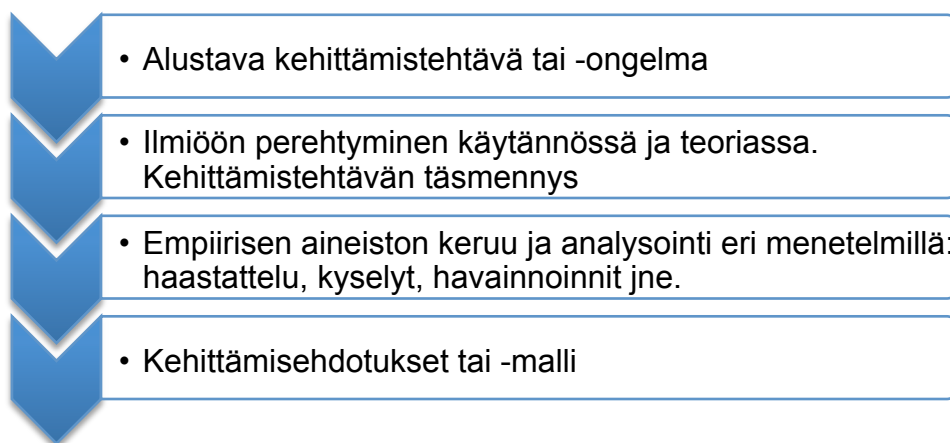 • Alustava kehittämistehtävä tai -ongelma
• Ilmiöön perehtyminen käytännössä ja teoriassa.
Kehittämistehtävän täsmennys
• Empiirisen aineiston keruu ja analysointi eri menetelmillä:
haastattelu, kyselyt, havainnoinnit jne.
• Kehittämisehdotukset tai -malli